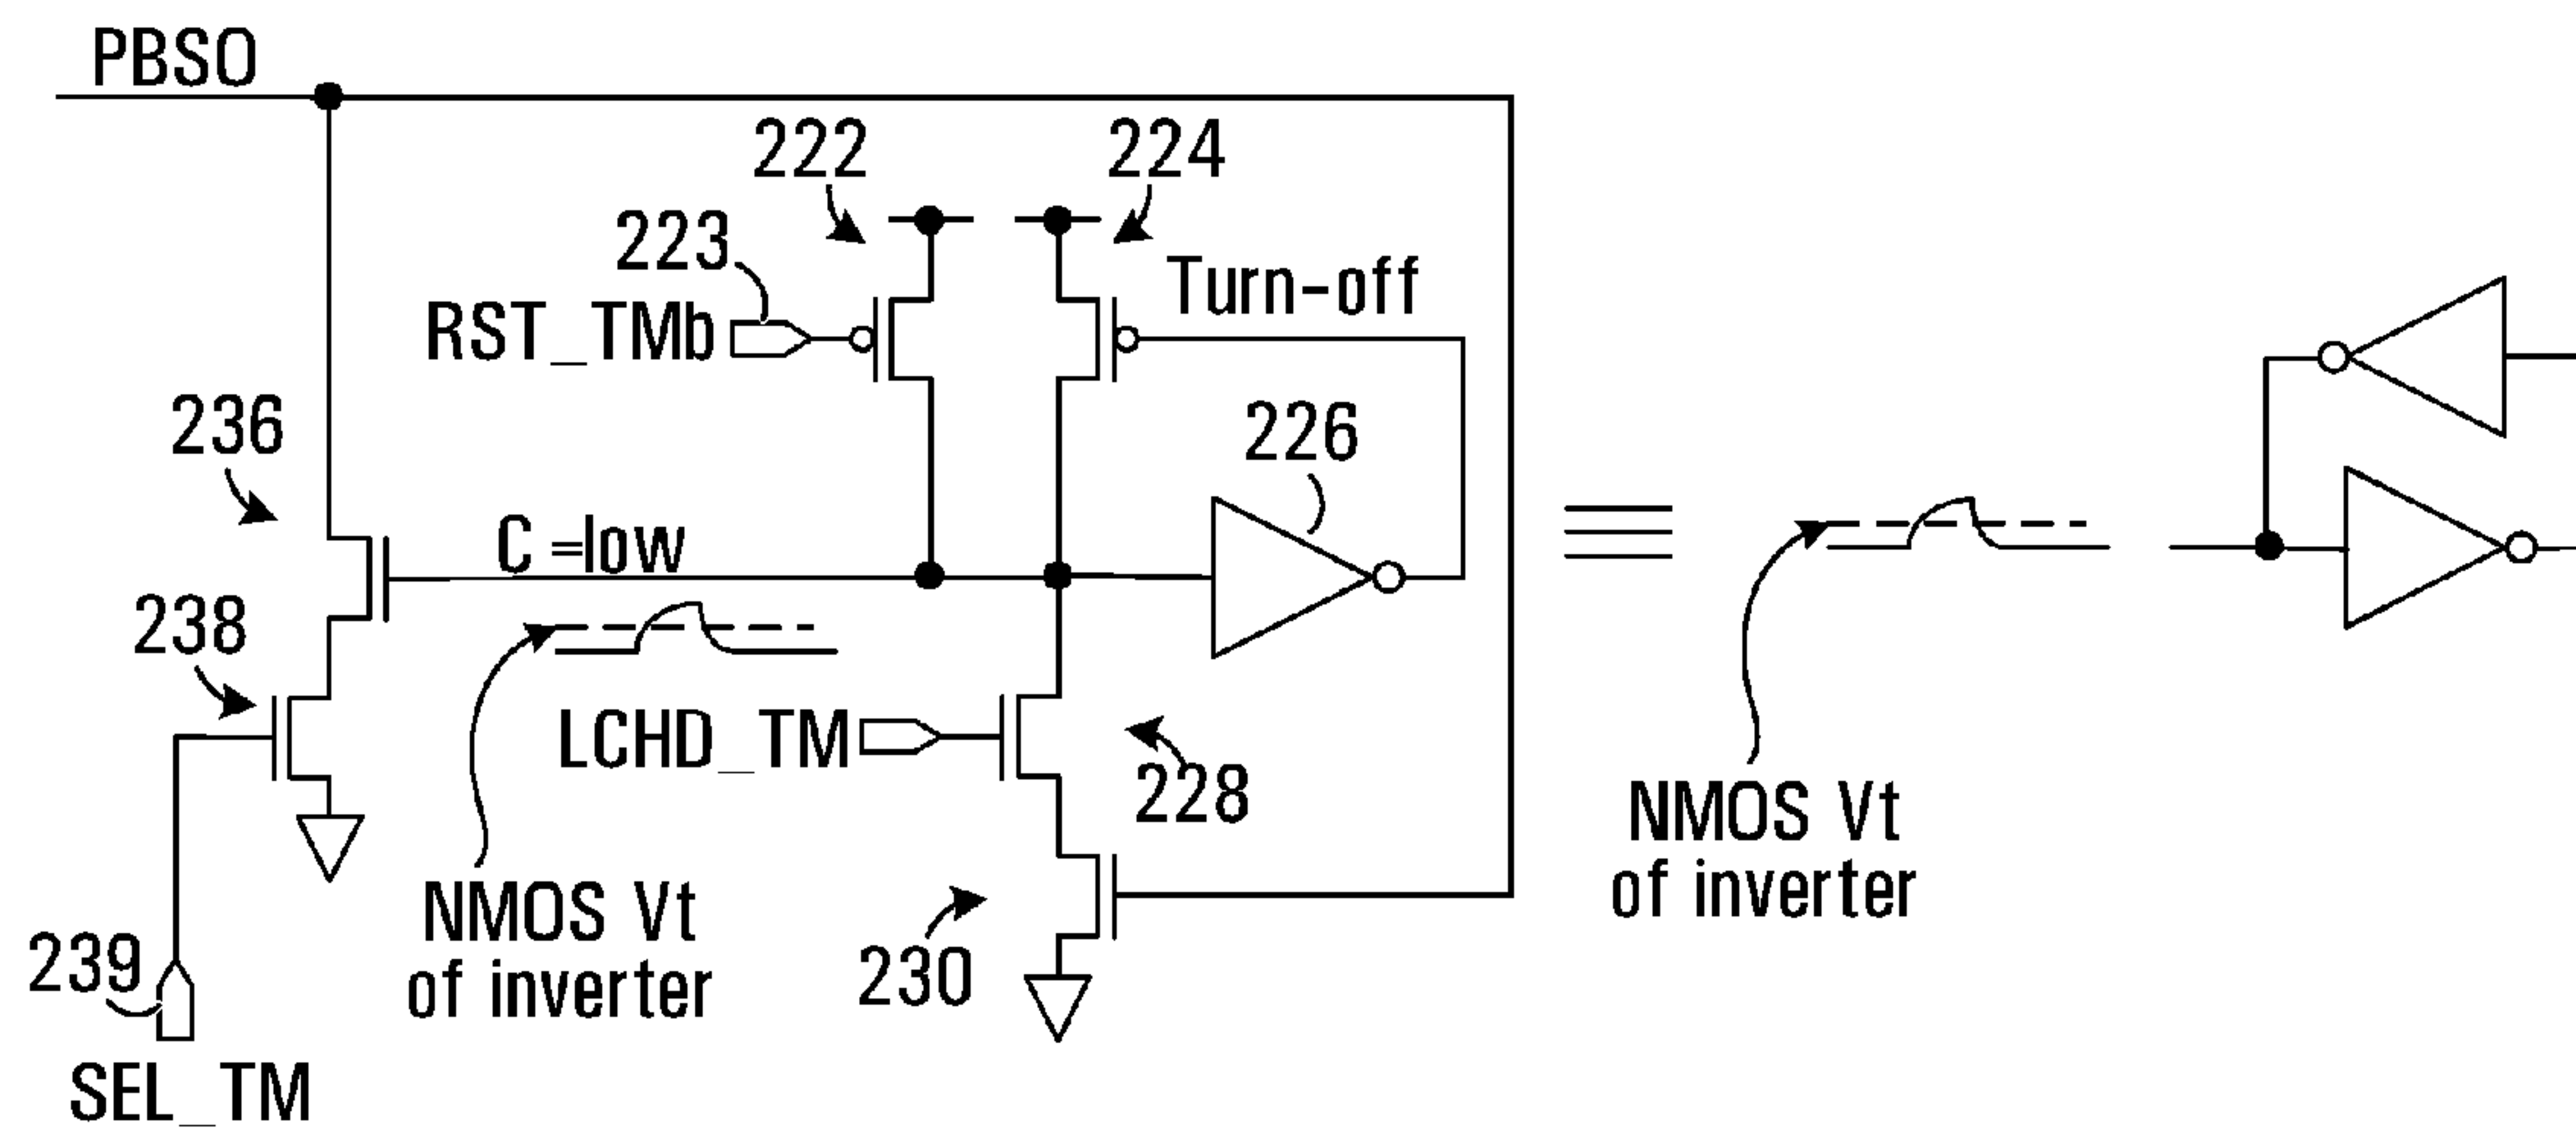 PBSO
222
224
223
RST_TMb
Turn-off
236
226
C =low
238
LCHD_TM
228
NMOS Vt
of inverter
NMOS Vt
of inverter
239
230
SEL_TM